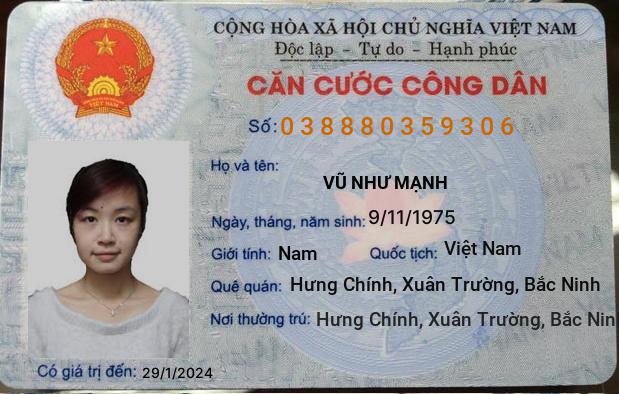 CỘNG HÒA XÃ HỘI CHỦ NGHĨA VIỆT NAM
Độc lập - Tự do - Hạnh phúc
CĂN CƯỚC CÔNG DÂN
Số: 038880359306
Họ và tên:
VŨ NHƯ MẠNH
Ngày, tháng, năm sinh: 9/11/1975
Giới tính: Nam Quốc tịch: Việt Nam
Quê quán: Hưng Chính, Xuân Trường, Bắc Ninh
Nơi thường trú: Hưng Chính, Xuân Trường, Bắc Nin
Có giá trị đến: 29/1/2024
VIỆT NAM